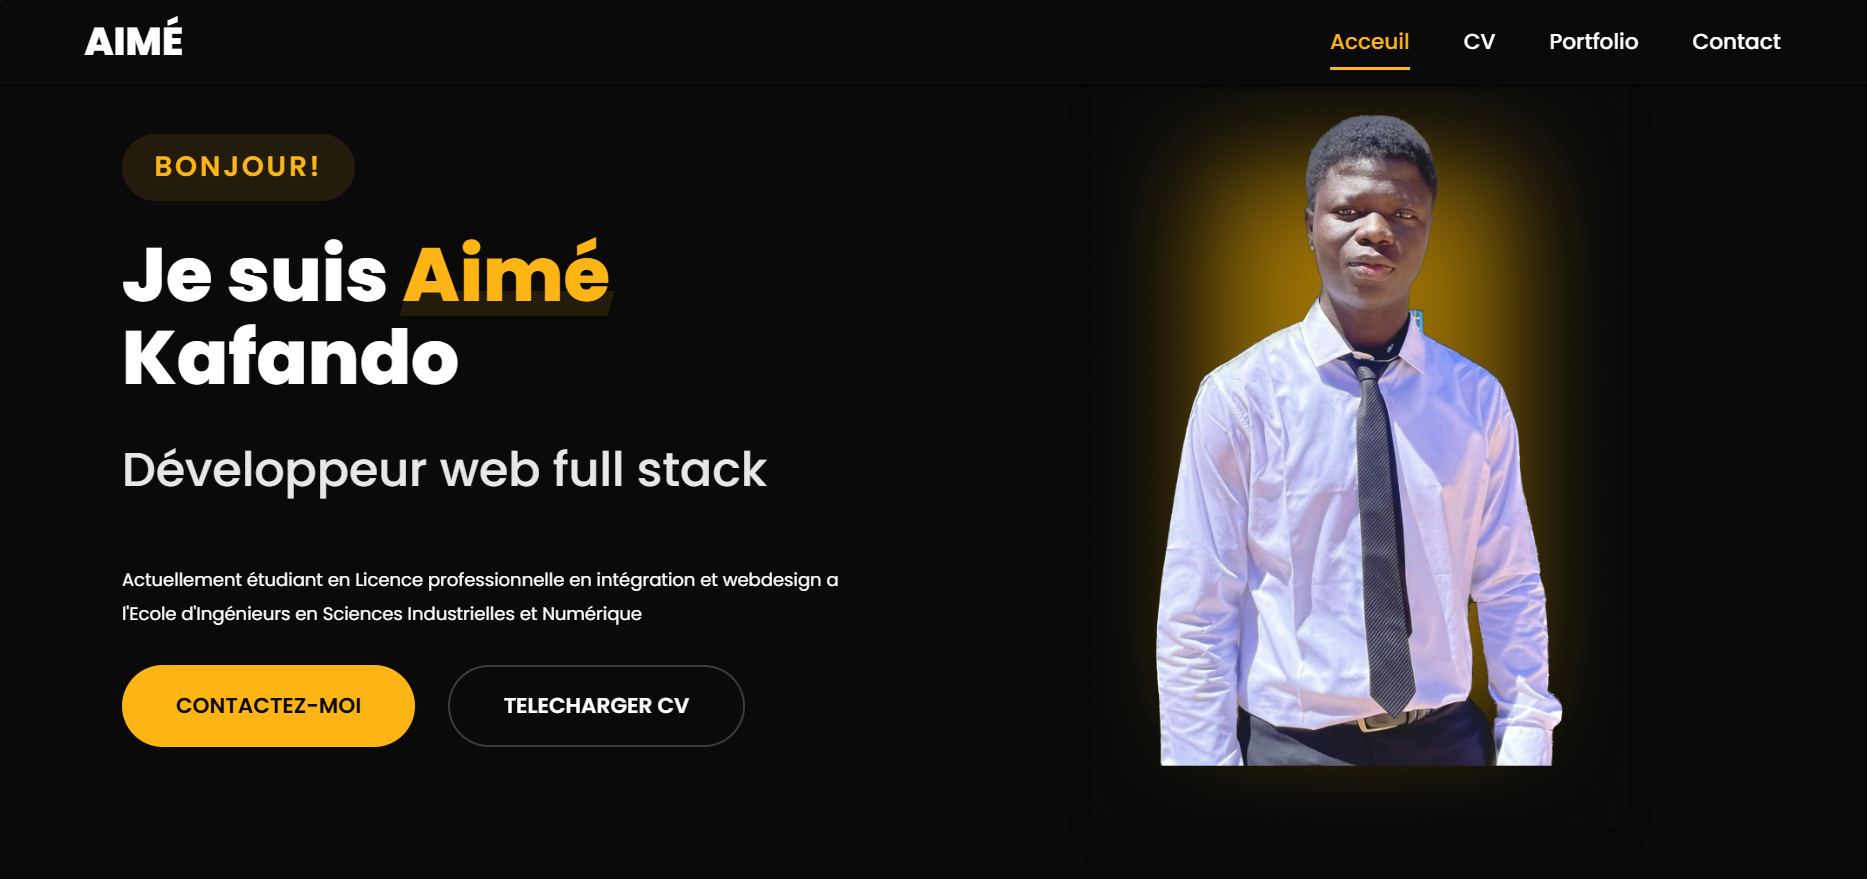 AIMÉ
Acceuil
CV
Portfolio
Contact
BONJOUR!
Je suis Aimé
Kafando
Développeur web full stack
Actuellement étudiant en Licence professionnelle en intégration et webdesign a
l'Ecole d'Ingénieurs en Sciences Industrielles et Numérique
CONTACTEZ-MOI
TELECHARGER CV